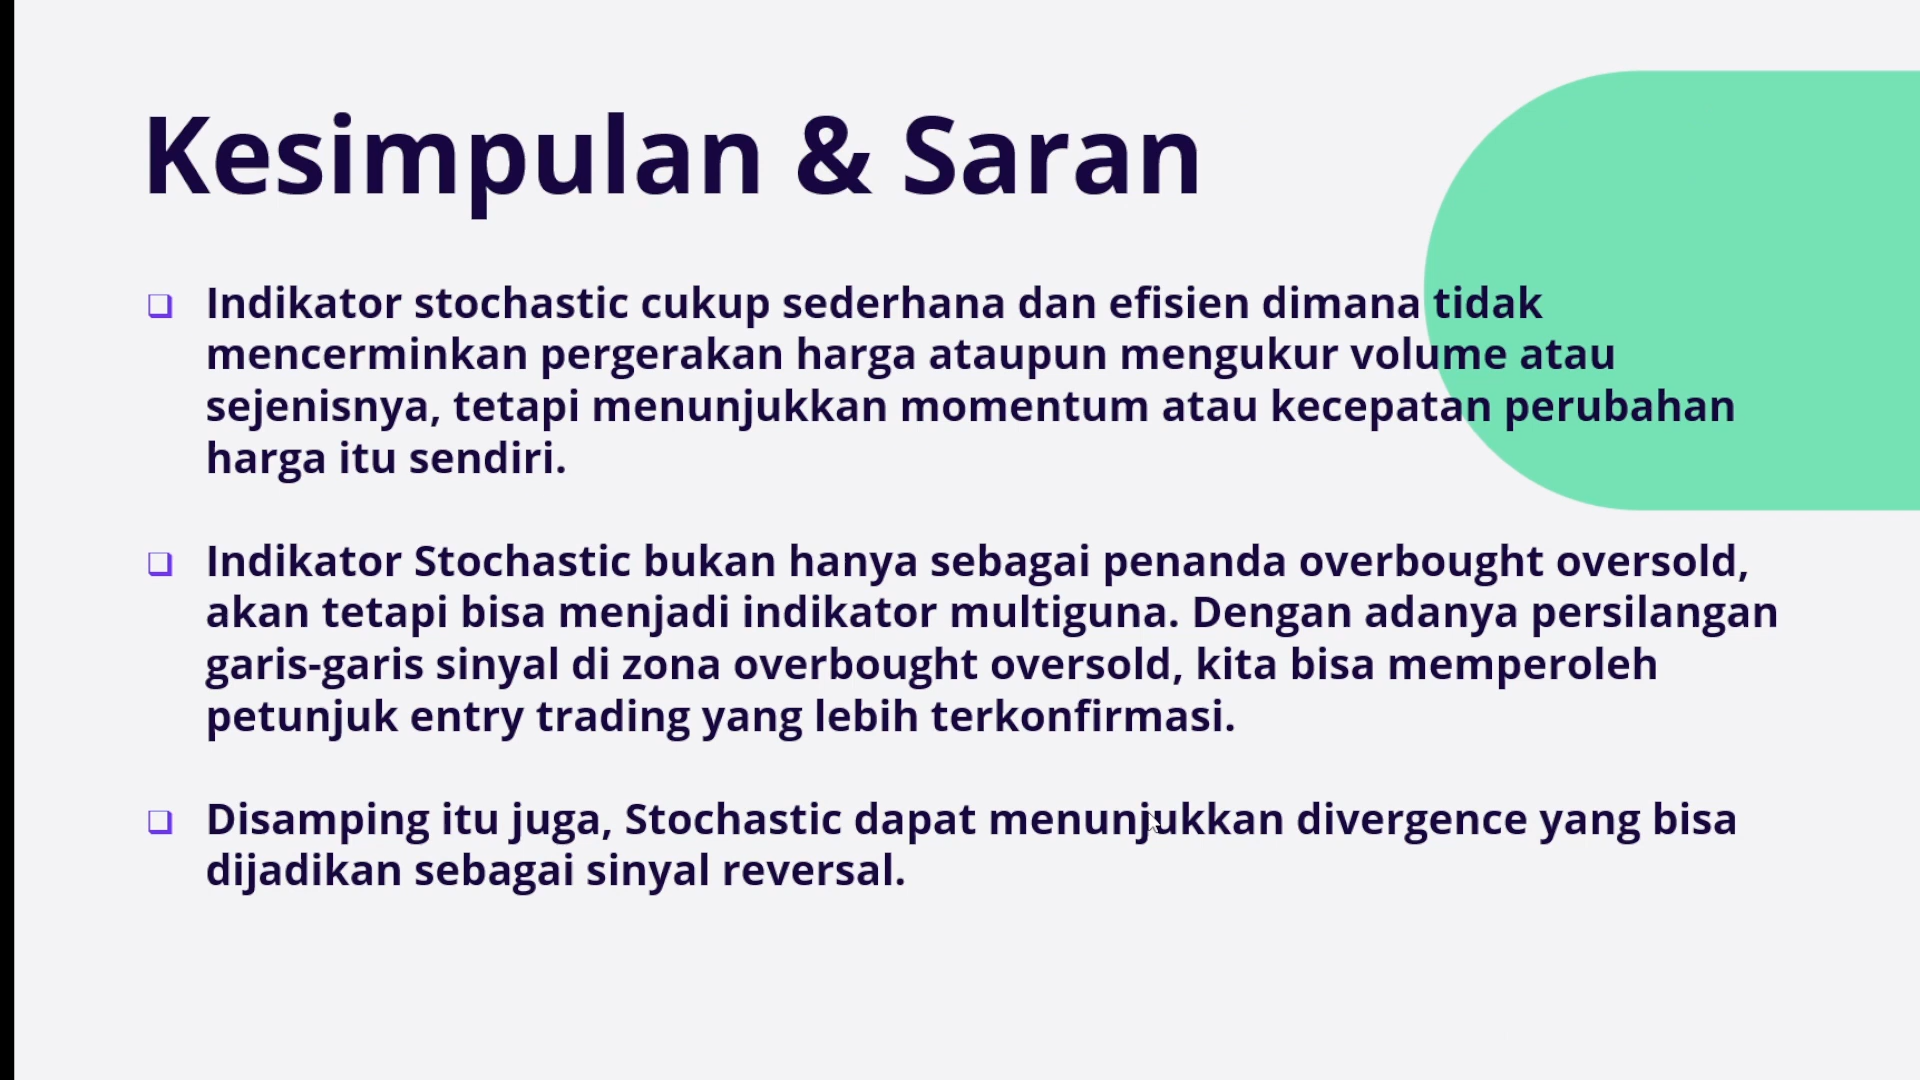 Kesimpulan & Saran
Indikator stochastic cukup sederhana dan efisien dimana tidak
mencerminkan pergerakan harga ataupun mengukur volume atau
sejenisnya, tetapi menunjukkan momentum atau kecepatan perubahan
harga itu sendiri.
Indikator Stochastic bukan hanya sebagai penanda overbought oversold,
akan tetapi bisa menjadi indikator multiguna. Dengan adanya persilangan
garis-garis sinyal di zona overbought oversold, kita bisa memperoleh
petunjuk entry trading yang lebih terkonfirmasi.
Disamping itu juga, Stochastic dapat menunjukkan divergence yang bisa
dijadikan sebagai sinyal reversal.